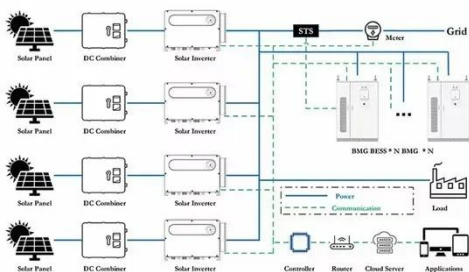 STS
Meter
Grid
Solar Panel DC Combiner Solar Inverter
Solar Panel DC Combiner Solar Inverter
BMG BESS * N BMG * N
Solar Panel DC Combiner Solar Inverter
Power
Communication
Load
Solar Panel DC Combiner Solar Inverter
Controller Router Cloud Server Applications